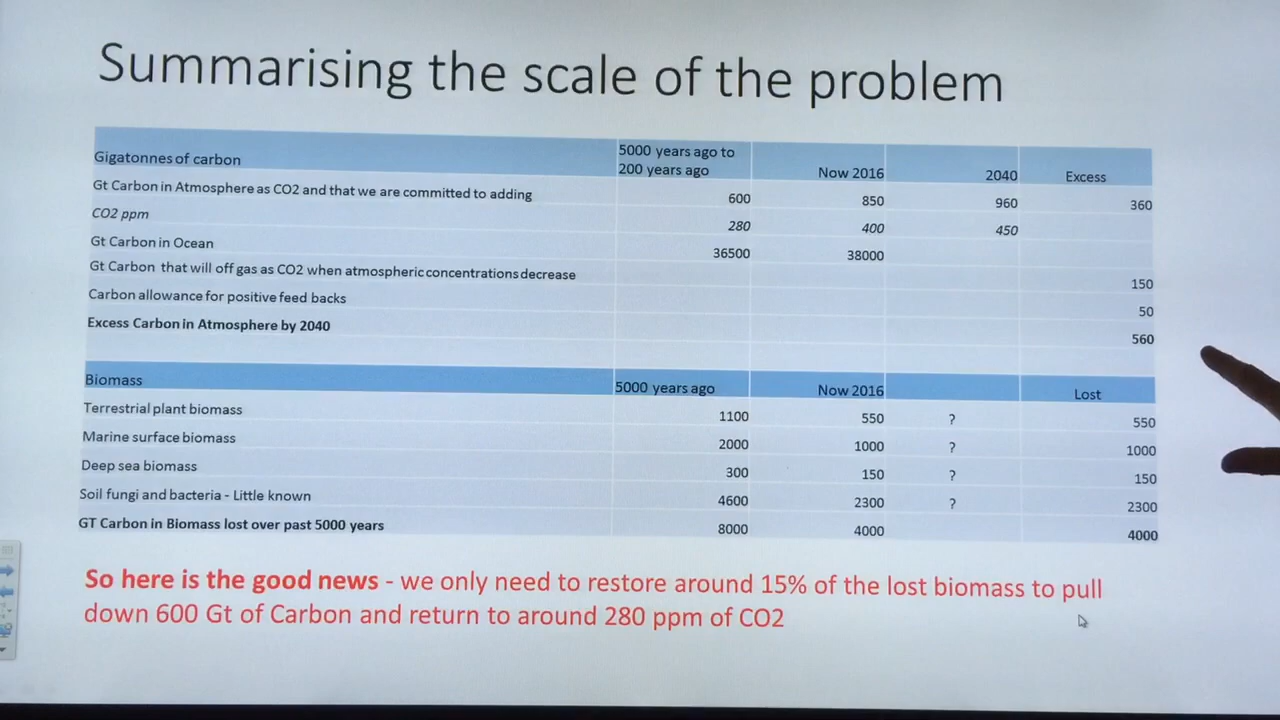 Summarising the scale of the problem
Gigatonnes of carbon 5000 years ago to 200 years ago Now 2016 2040 Excess
Gt Carbon in Atmosphere as CO2 and that we are committed to adding 600 850 960 360
CO2 ppm 280 400 450
Gt Carbon in Ocean 36500 38000
Gt Carbon that will off gas as CO2 when atmospheric concentrations decrease 150
Carbon allowance for positive feed backs 50
Excess Carbon in Atmosphere by 2040 560
Biomass 5000 years ago Now 2016 Lost
Terrestrial plant biomass 1100 550 ? 550
Marine surface biomass 2000 1000 ? 1000
Deep sea biomass 300 150 ? 150
Soil fungi and bacteria - Little known 4600 2300 ? 2300
GT Carbon in Biomass lost over past 5000 years 8000 4000 4000
So here is the good news - we only need to restore around 15% of the lost biomass to pull
down 600 Gt of Carbon and return to around 280 ppm of CO2